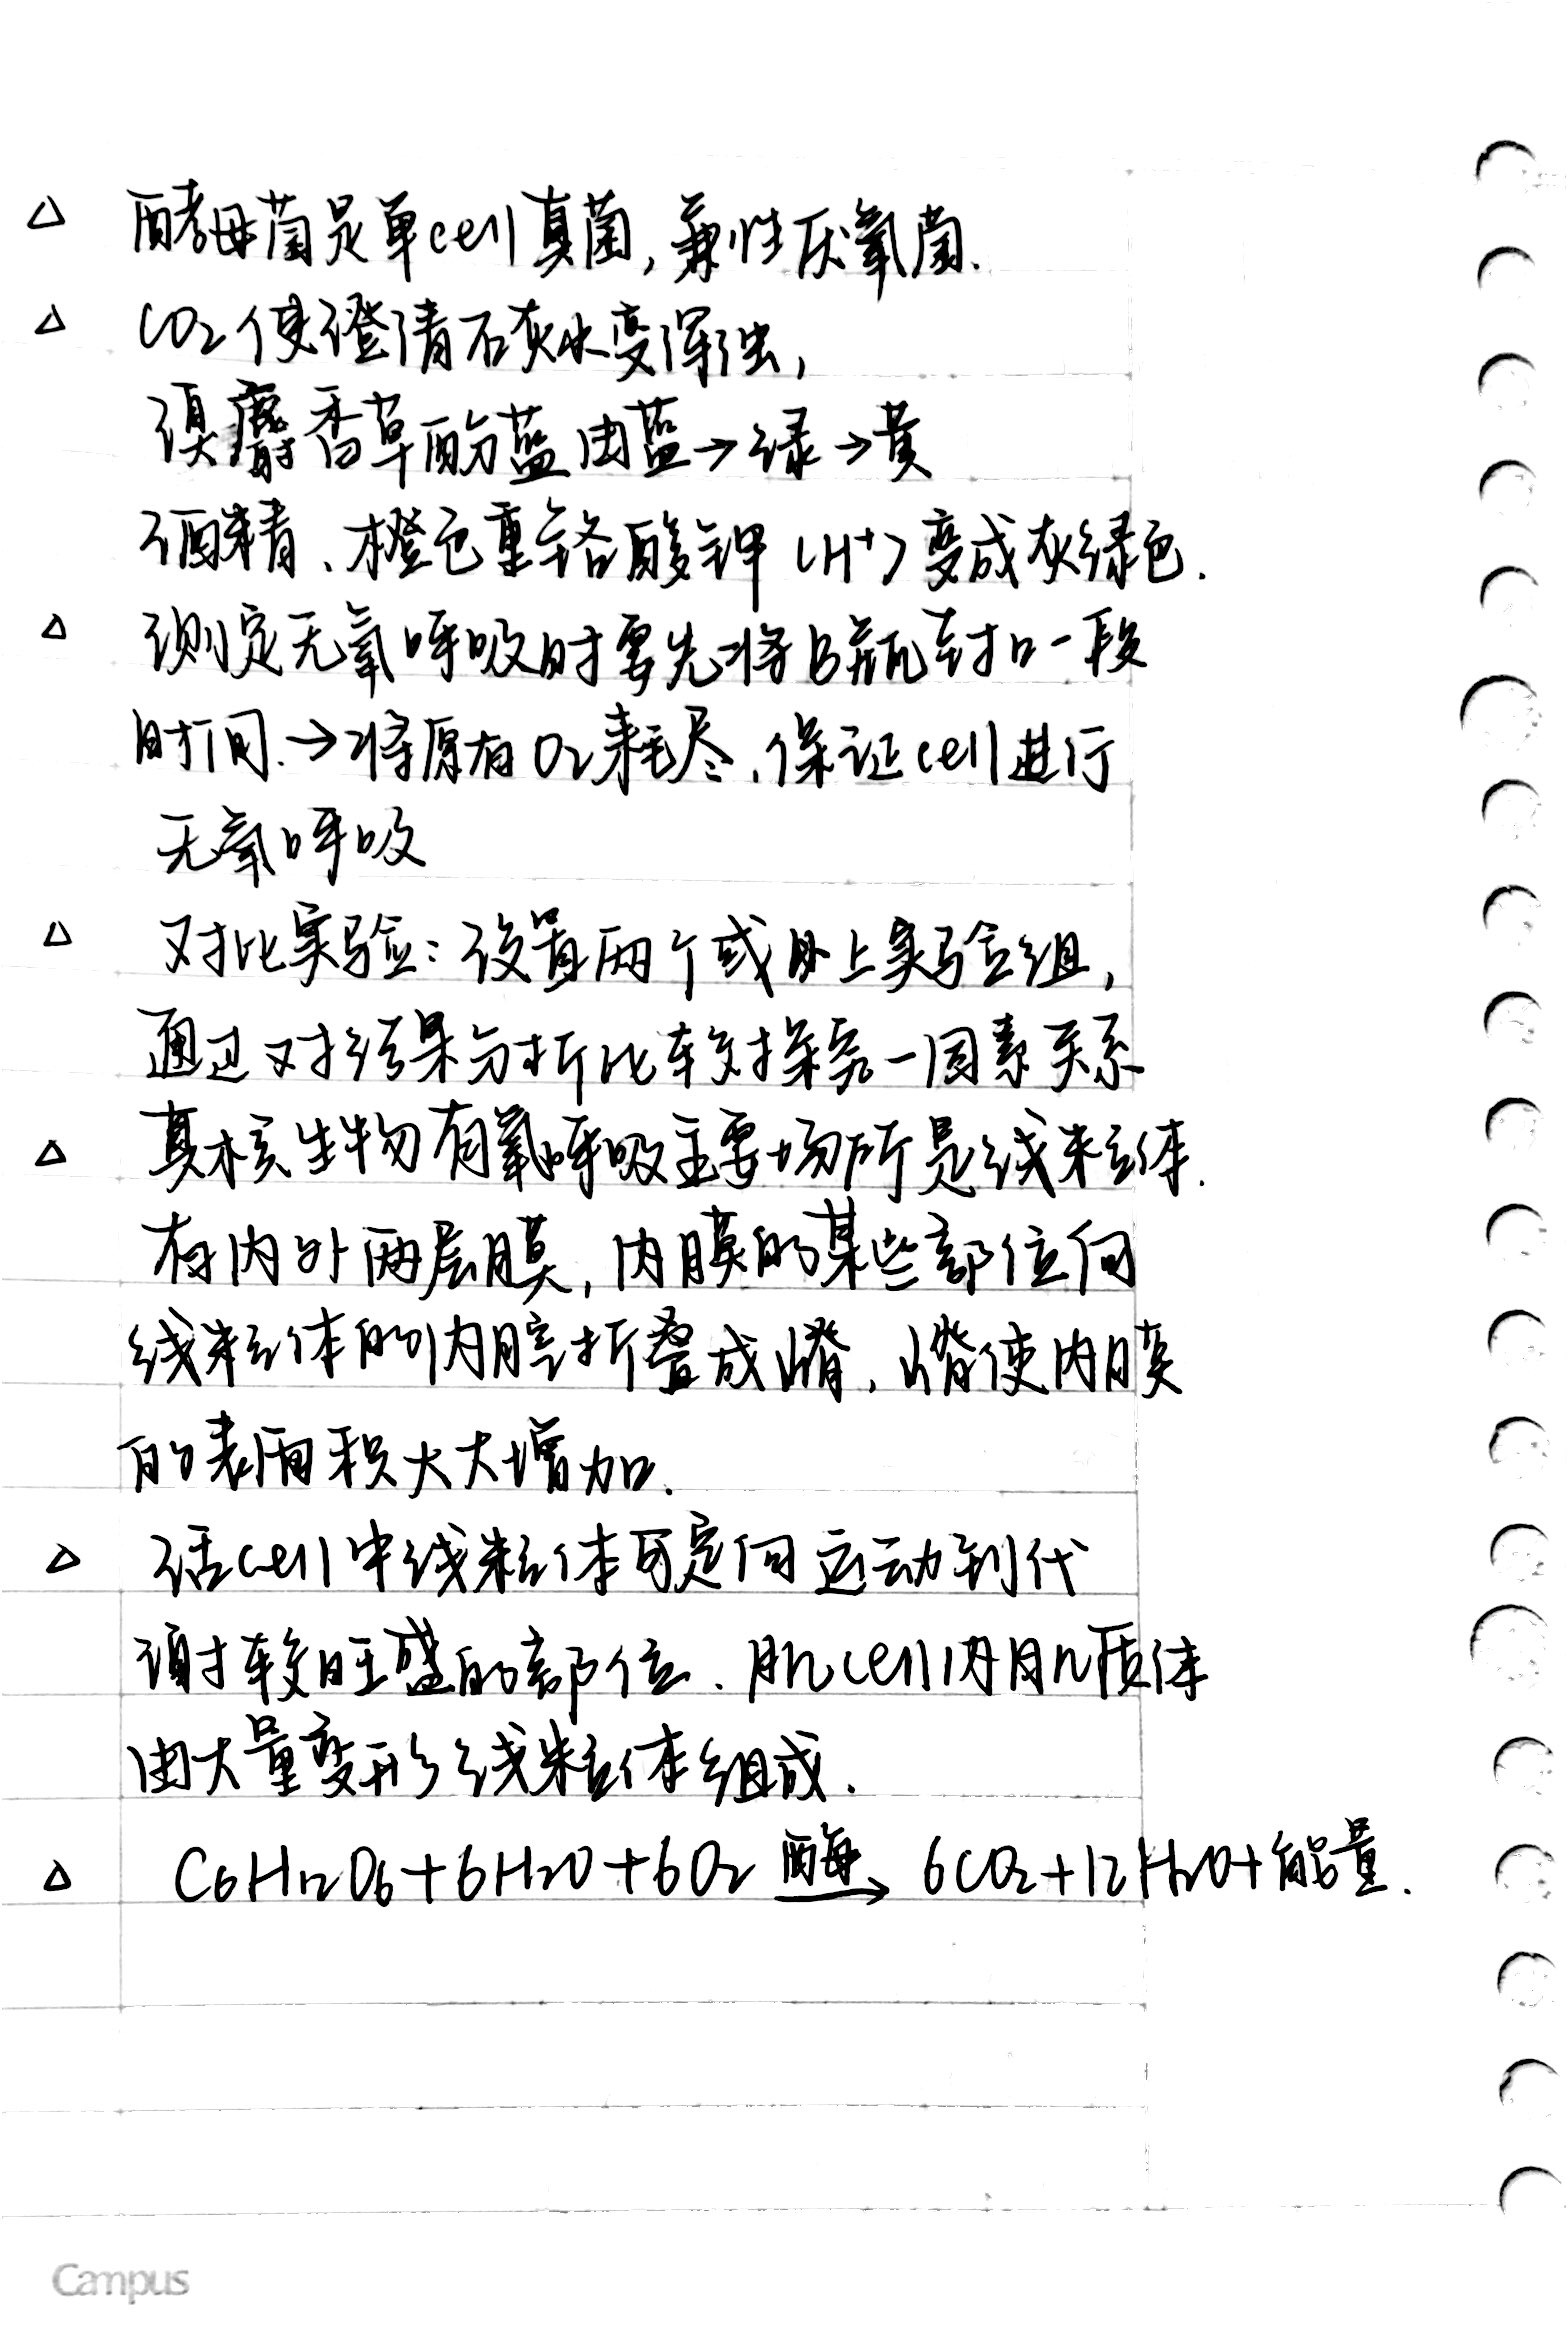 △ 酵母菌是单cell真菌,兼性厌氧菌.
△ CO₂使澄清石灰水变浑浊,
溴麝香草酚蓝由蓝→绿→黄
酒精、橙色重铬酸钾(H⁺)变成灰绿色.
△ 测定无氧呼吸时要先将B瓶封口一段
时间.→将原有O₂耗尽,保证cell进行
无氧呼吸
△ 对比实验:设置两个或以上实验组,
通过对结果分析比较探究一因素关系
△ 真核生物有氧呼吸主要场所是线粒体.
有内外两层膜,内膜的某些部位向
线粒体的内腔折叠成嵴,嵴使内膜
的表面积大大增加.
△ 活cell中线粒体可定向运动到代
谢较旺盛的部位.肌cell内肌质体
由大量变形线粒体组成.
△ C₆H₁₂O₆+6H₂O+6O₂ 酶→ 6CO₂+12H₂O+能量.
Campus